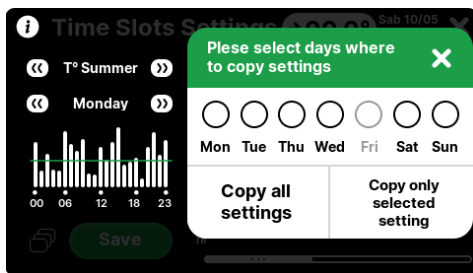 i Time Slots Settings
Sab 10/05
T° Summer
Monday
00 06 12 18 23
Save
Plese select days where
to copy settings
Mon Tue Thu Wed Fri Sat Sun
Copy all
settings
Copy only
selected
setting